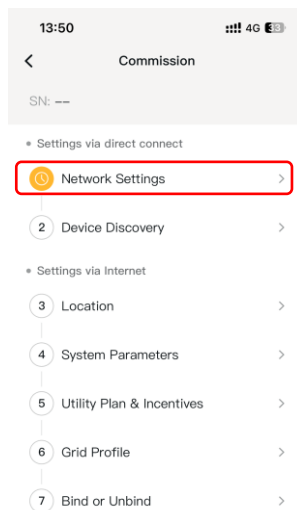 13:50
4G 33
Commission
SN: --
Settings via direct connect
Network Settings
2 Device Discovery
Settings via Internet
3 Location
4 System Parameters
5 Utility Plan & Incentives
6 Grid Profile
7 Bind or Unbind